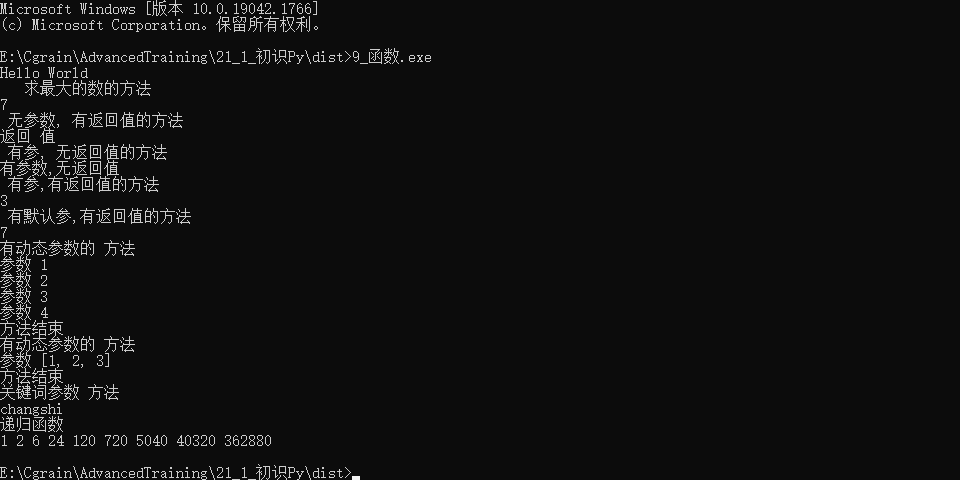 Microsoft Windows [版本 10.0.19042.1766]
(c) Microsoft Corporation。保留所有权利。
E:\Cgrain\AdvancedTraining\21_1_初识Py\dist>9_函数.exe
Hello World
求最大的数的方法
7
无参数, 有返回值的方法
返回 值
有参, 无返回值的方法
有参数,无返回值
有参,有返回值的方法
3
有默认参,有返回值的方法
7
有动态参数的 方法
参数 1
参数 2
参数 3
参数 4
方法结束
有动态参数的 方法
参数 [1, 2, 3]
方法结束
关键词参数 方法
changshi
递归函数
1 2 6 24 120 720 5040 40320 362880
E:\Cgrain\AdvancedTraining\21_1_初识Py\dist>